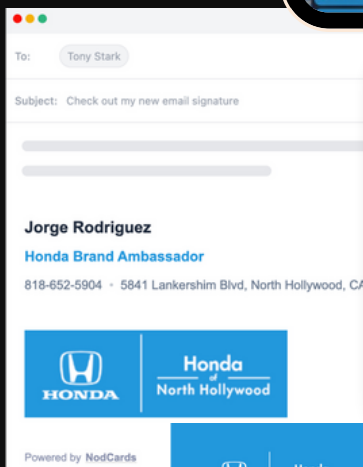 To: Tony Stark
Subject: Check out my new email signature
Jorge Rodriguez
Honda Brand Ambassador
818-652-5904 • 5841 Lankershim Blvd, North Hollywood, CA
HONDA
Honda
of
North Hollywood
Powered by NodCards